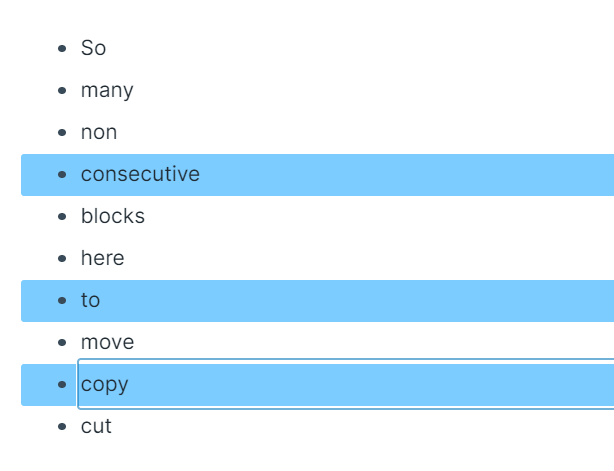 So
many
non
consecutive
blocks
here
to
move
copy
cut